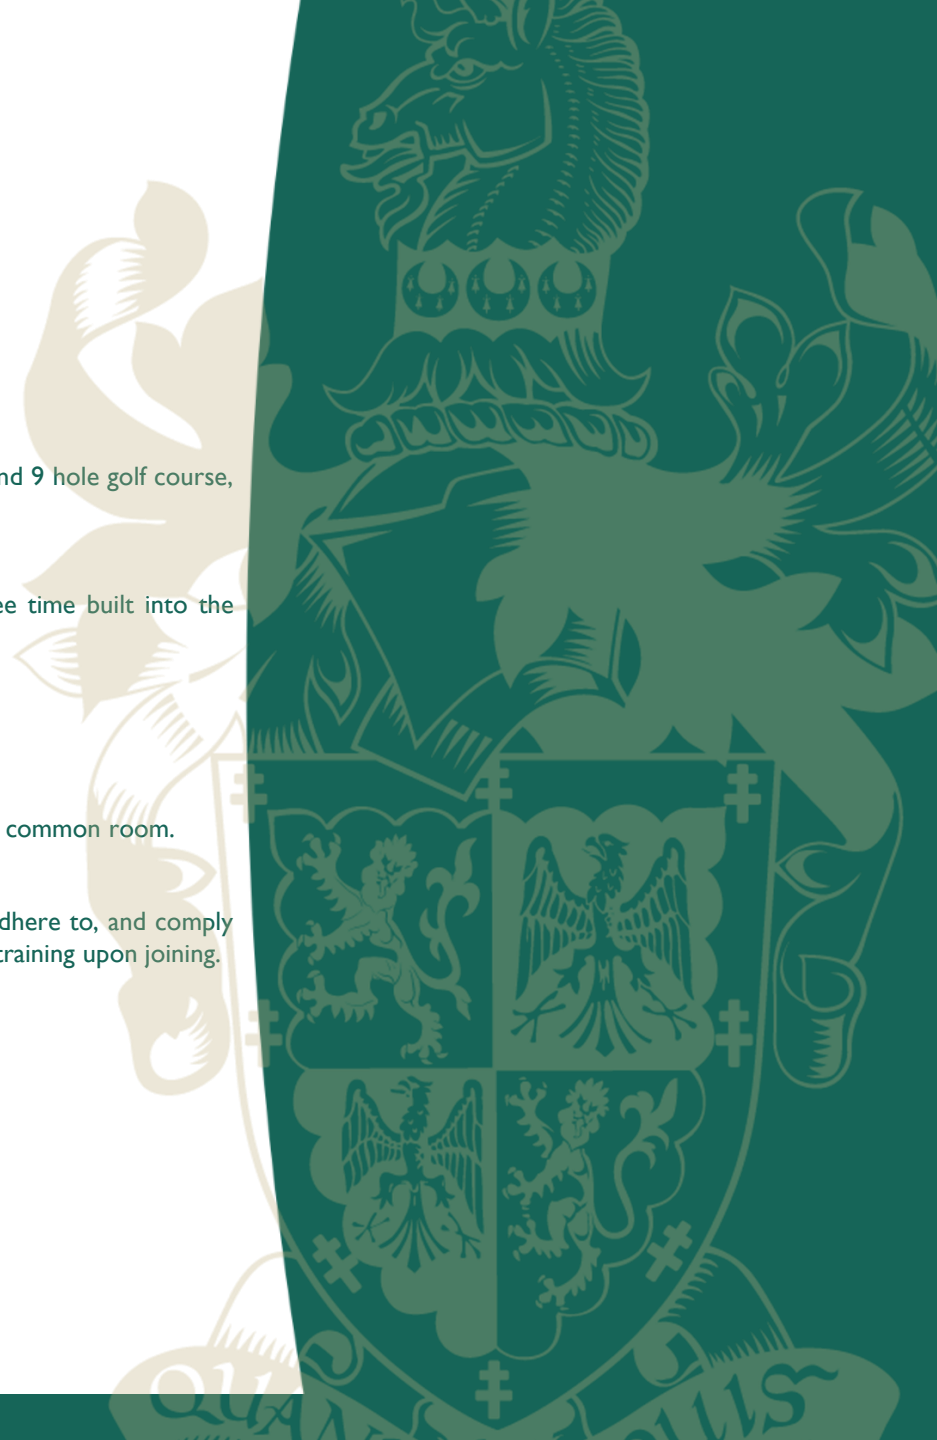 nd 9 hole golf course,
ee time built into the
common room.
dhere to, and comply
training upon joining.
QUAN